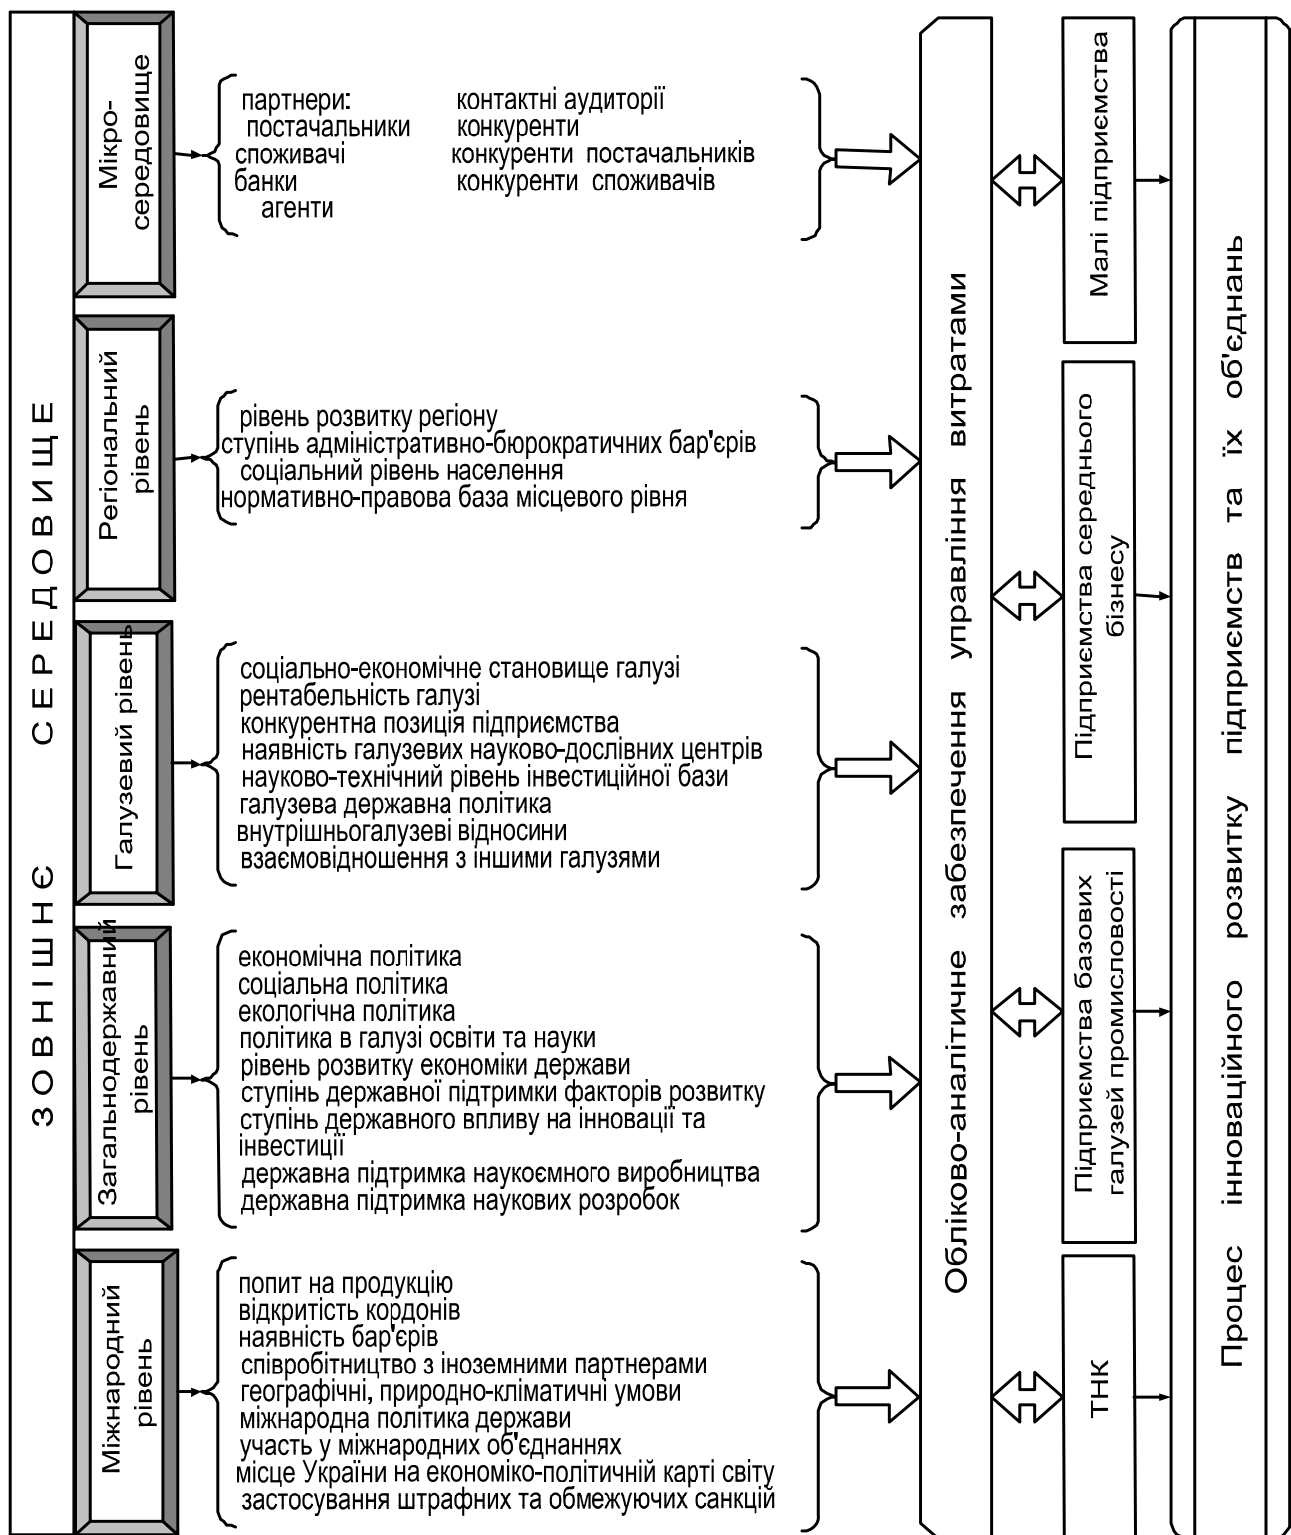 ЗОВНІШНЄ СЕРЕДОВИЩЕ
Мікро-
середовище
партнери:
постачальники
споживачі
банки
агенти
контактні аудиторії
конкуренти
конкуренти постачальників
конкуренти споживачів
Регіональний
рівень
рівень розвитку регіону
ступінь адміністративно-бюрократичних бар'єрів
соціальний рівень населення
нормативно-правова база місцевого рівня
Галузевий рівень
соціально-економічне становище галузі
рентабельність галузі
конкурентна позиція підприємства
наявність галузевих науково-дослівних центрів
науково-технічний рівень інвестиційної бази
галузева державна політика
внутрішньогалузеві відносини
взаємовідношення з іншими галузями
Загальнодержавний
рівень
економічна політика
соціальна політика
екологічна політика
політика в галузі освіти та науки
рівень розвитку економіки держави
ступінь державної підтримки факторів розвитку
ступінь державного впливу на інновації та
інвестиції
державна підтримка наукоємного виробництва
державна підтримка наукових розробок
Міжнародний
рівень
попит на продукцію
відкритість кордонів
наявність бар'єрів
співробітництво з іноземними партнерами
географічні, природно-кліматичні умови
міжнародна політика держави
участь у міжнародних об'єднаннях
місце України на економіко-політичній карті світу
застосування штрафних та обмежуючих санкцій
Обліково-аналітичне забезпечення управління витратами
Малі підприємства
Підприємства середнього
бізнесу
Підприємства базових
галузей промисловості
ТНК
Процес інноваційного розвитку підприємств та їх об'єднань